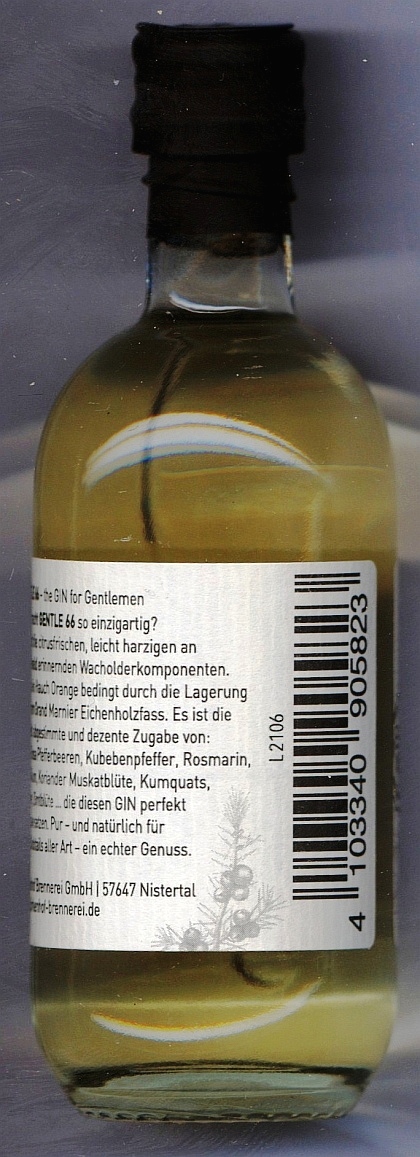 - the GIN for Gentlemen
GENTLE 66 so einzigartig?
citrusfrischen, leicht harzigen an
erinnernden Wacholderkomponenten.
Hauch Orange bedingt durch die Lagerung
Grand Marnier Eichenholzfass. Es ist die
abgestimmte und dezente Zugabe von:
Pfefferbeeren, Kubebenpfeffer, Rosmarin,
Koriander Muskatblüte, Kumquats,
... die diesen GIN perfekt
Pur – und natürlich für
aller Art – ein echter Genuss.
Brennerei GmbH | 57647 Nistertal
-brennerei.de
L2106
4 103340 905823